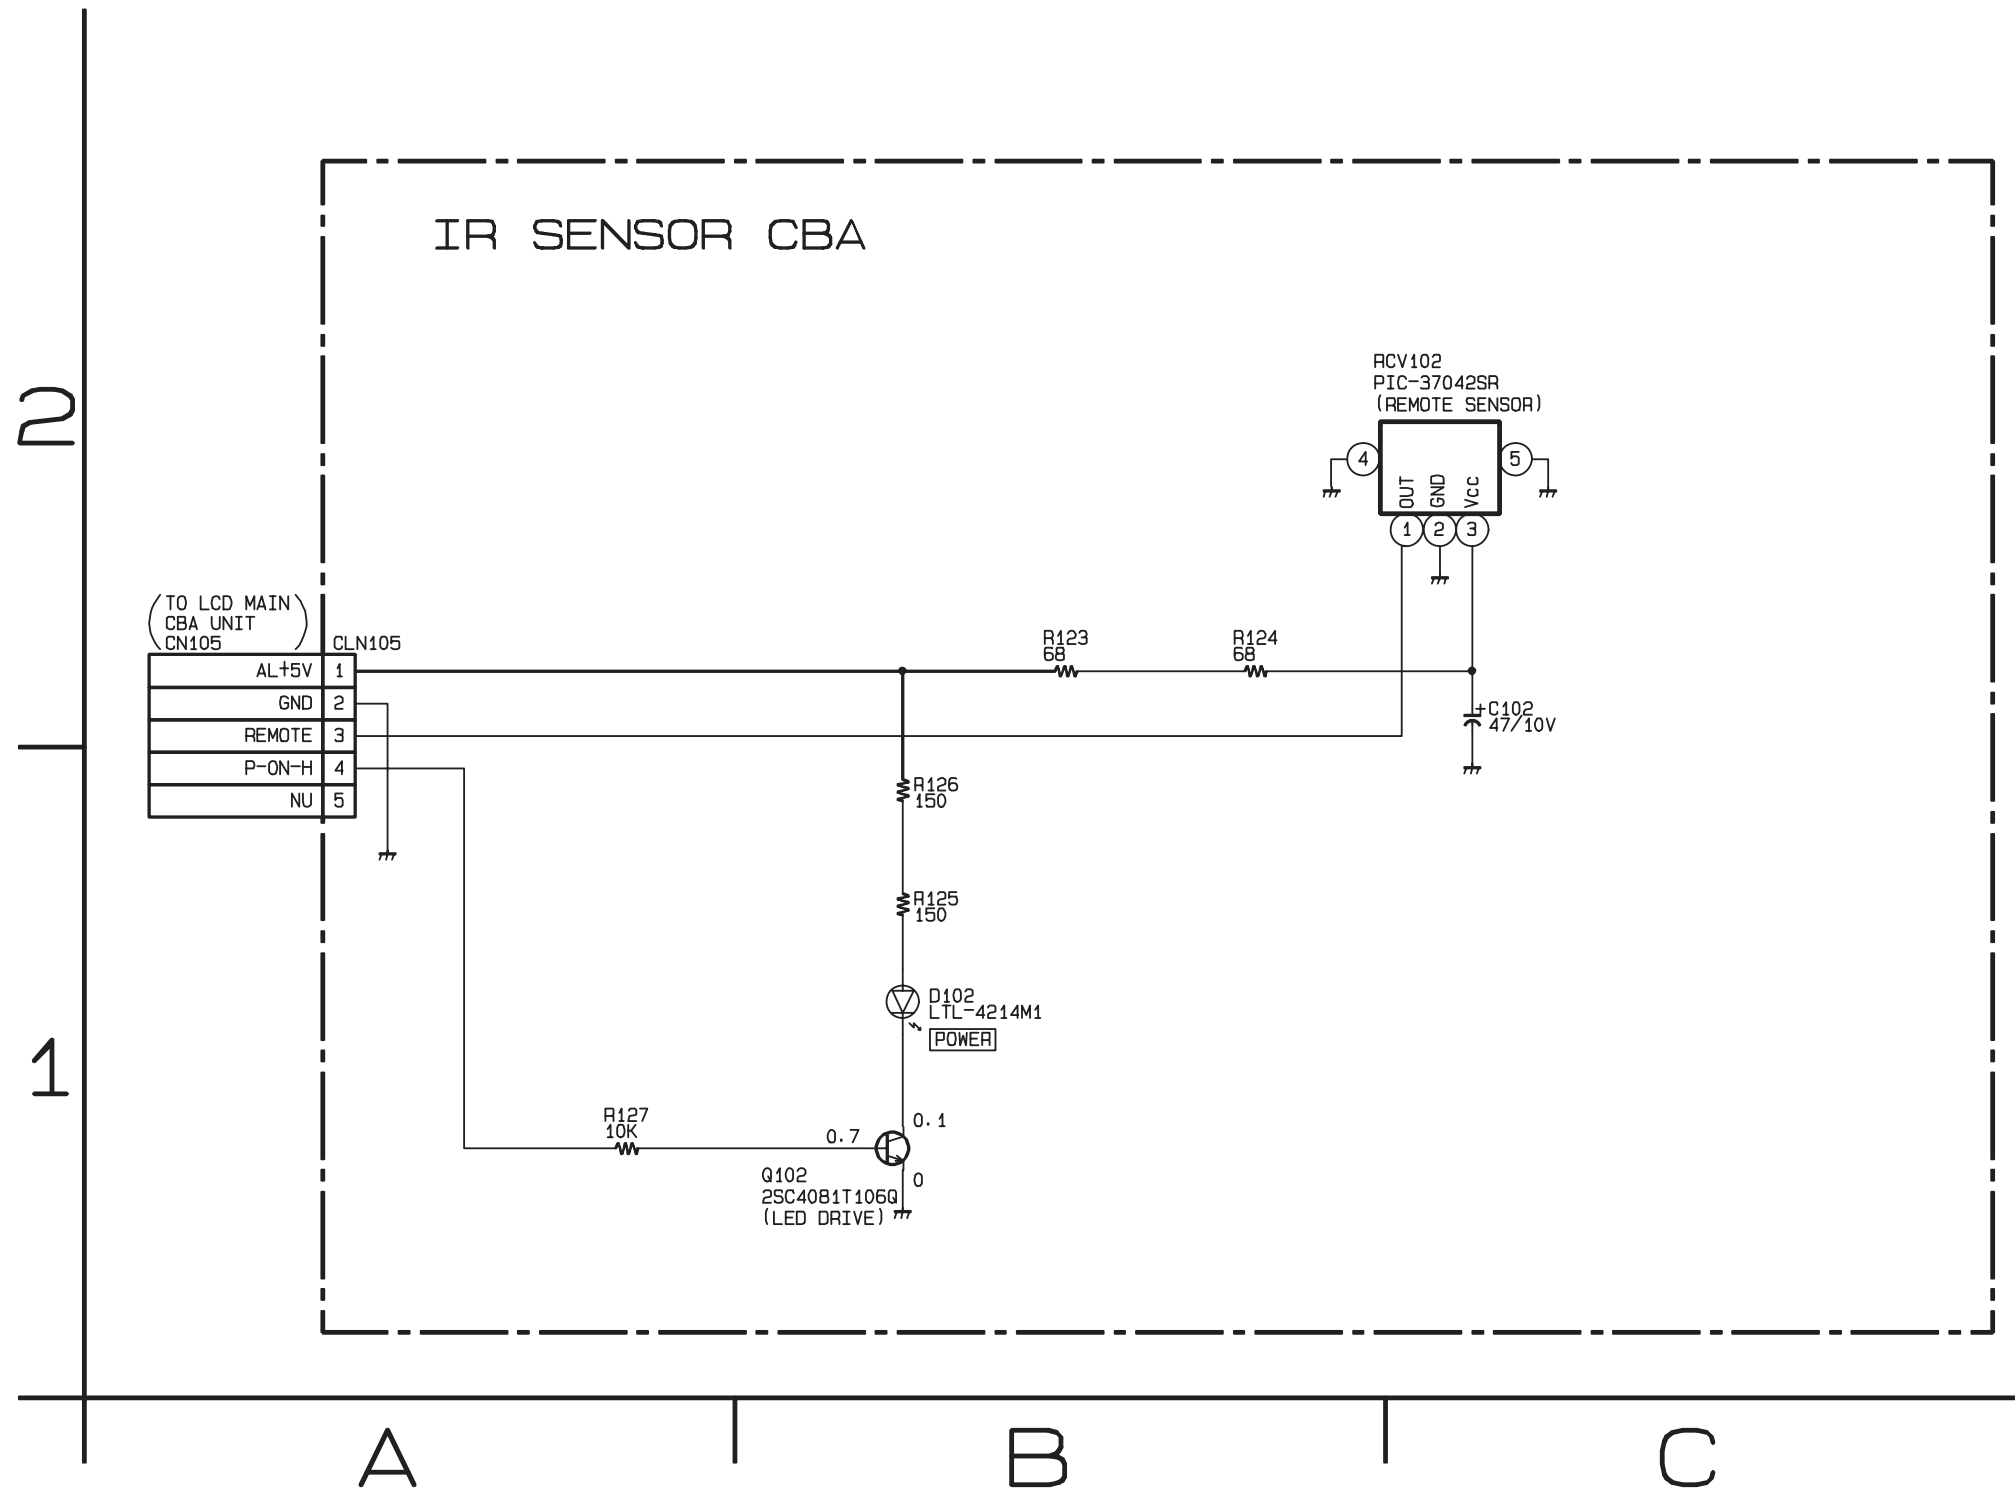 IR SENSOR CBA
2
RCV102
PIC-37042SR
(REMOTE SENSOR)
4
5
OUT
GND
Vcc
1
2
3
(TO LCD MAIN
CBA UNIT
CN105)
CLN105
AL+5V 1
GND 2
REMOTE 3
P-ON-H 4
NU 5
R123
68
R124
68
+C102
47/10V
R126
150
R125
150
D102
LTL-4214M1
POWER
1
R127
10K
0.7
0.1
0
Q102
2SC4081T106Q
(LED DRIVE)
A
B
C